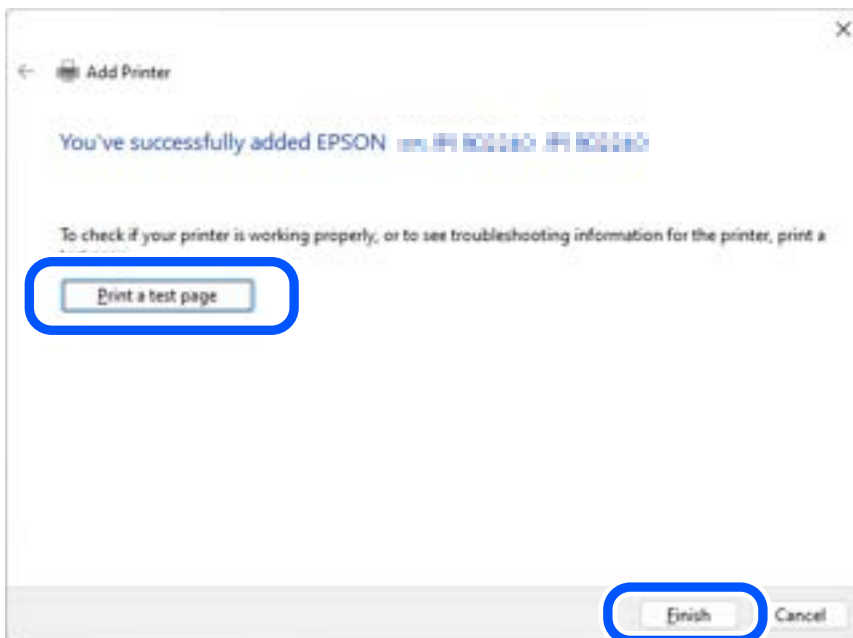 Add Printer
You've successfully added EPSON
To check if your printer is working properly, or to see troubleshooting information for the printer, print a
Print a test page
Finish
Cancel